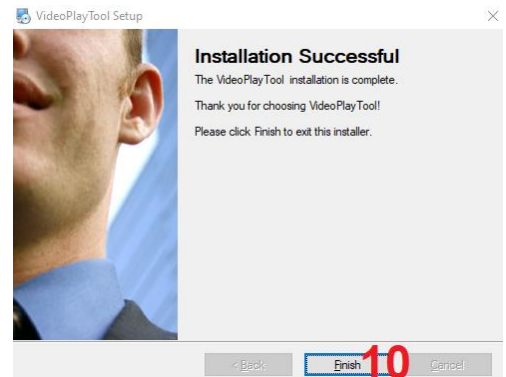 VideoPlayTool Setup
Installation Successful
The VideoPlayTool installation is complete.
Thank you for choosing VideoPlayTool!
Please click Finish to exit this installer.
< Back Finish 10 Cancel